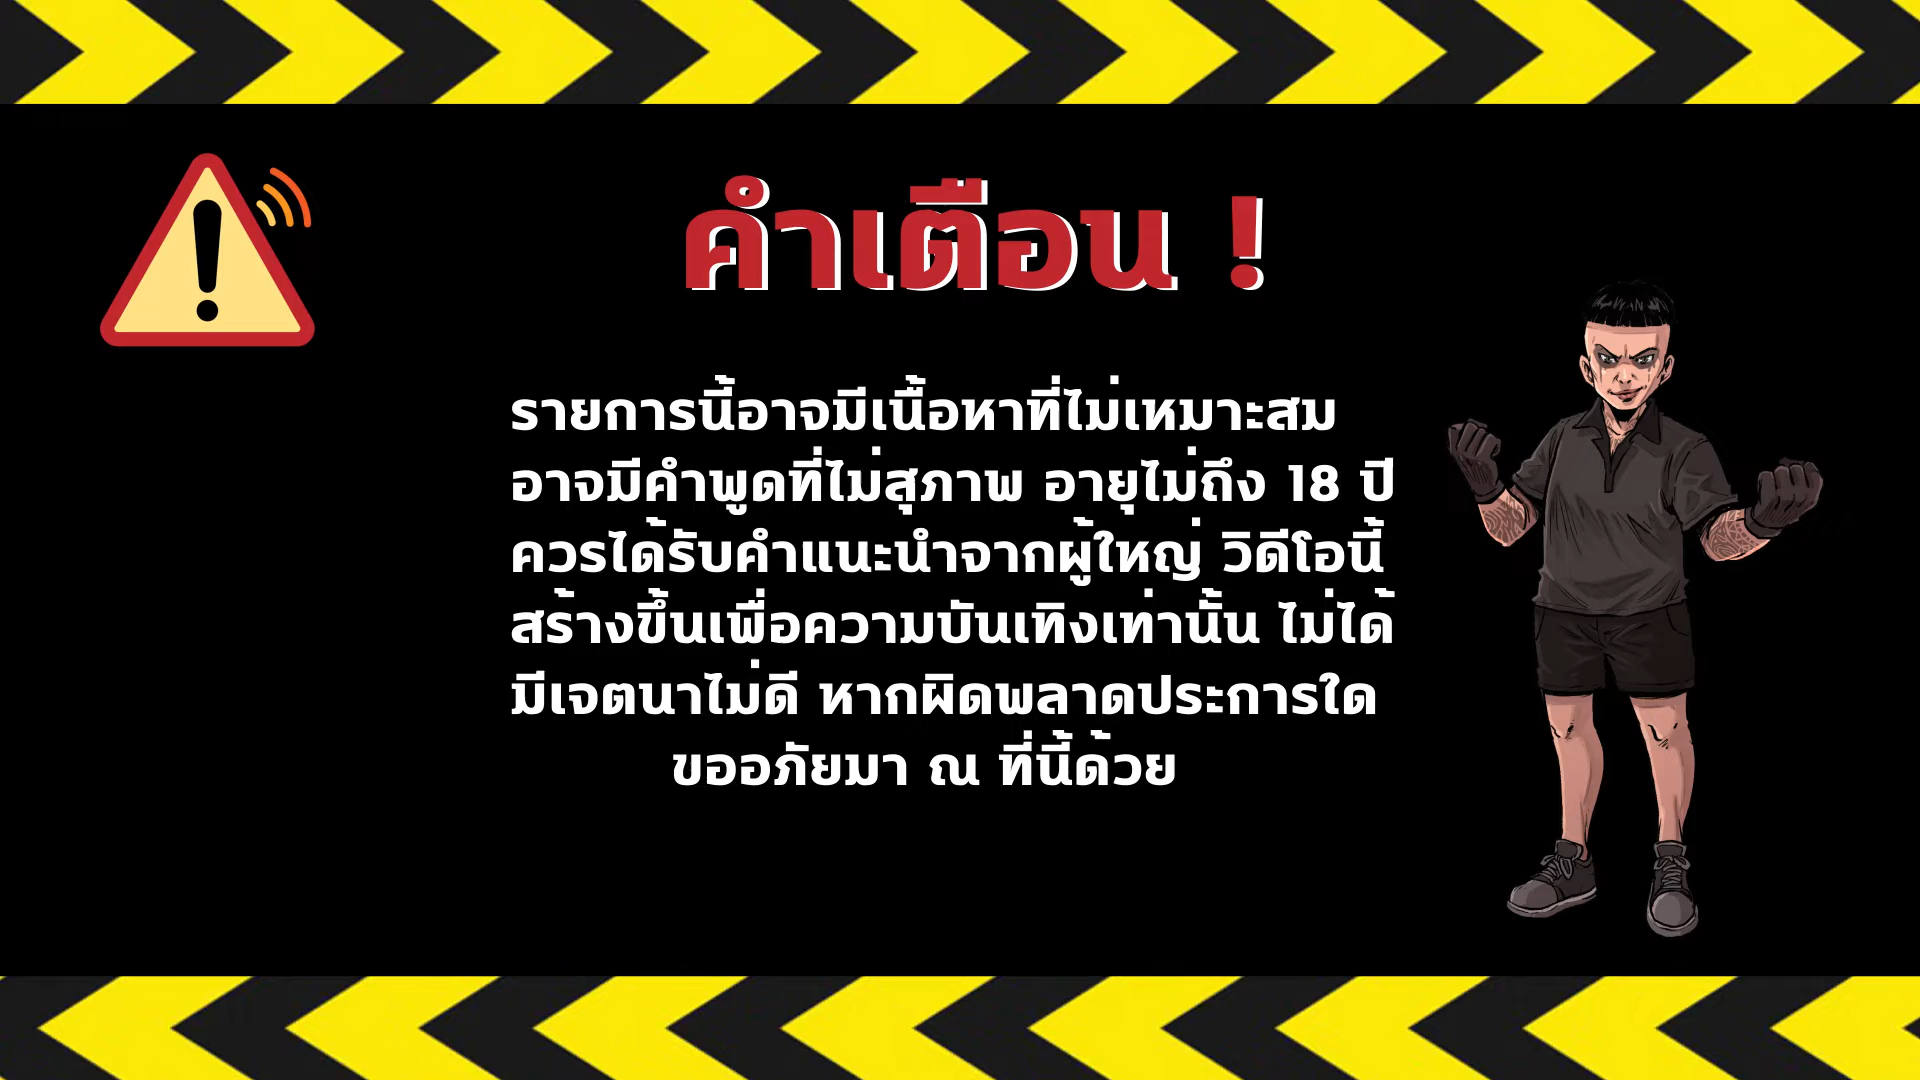 คำเตือน !
รายการนี้อาจมีเนื้อหาที่ไม่เหมาะสม
อาจมีคำพูดที่ไม่สุภาพ อายุไม่ถึง 18 ปี
ควรได้รับคำแนะนำจากผู้ใหญ่ วิดีโอนี้
สร้างขึ้นเพื่อความบันเทิงเท่านั้น ไม่ได้
มีเจตนาไม่ดี หากผิดพลาดประการใด
ขออภัยมา ณ ที่นี้ด้วย